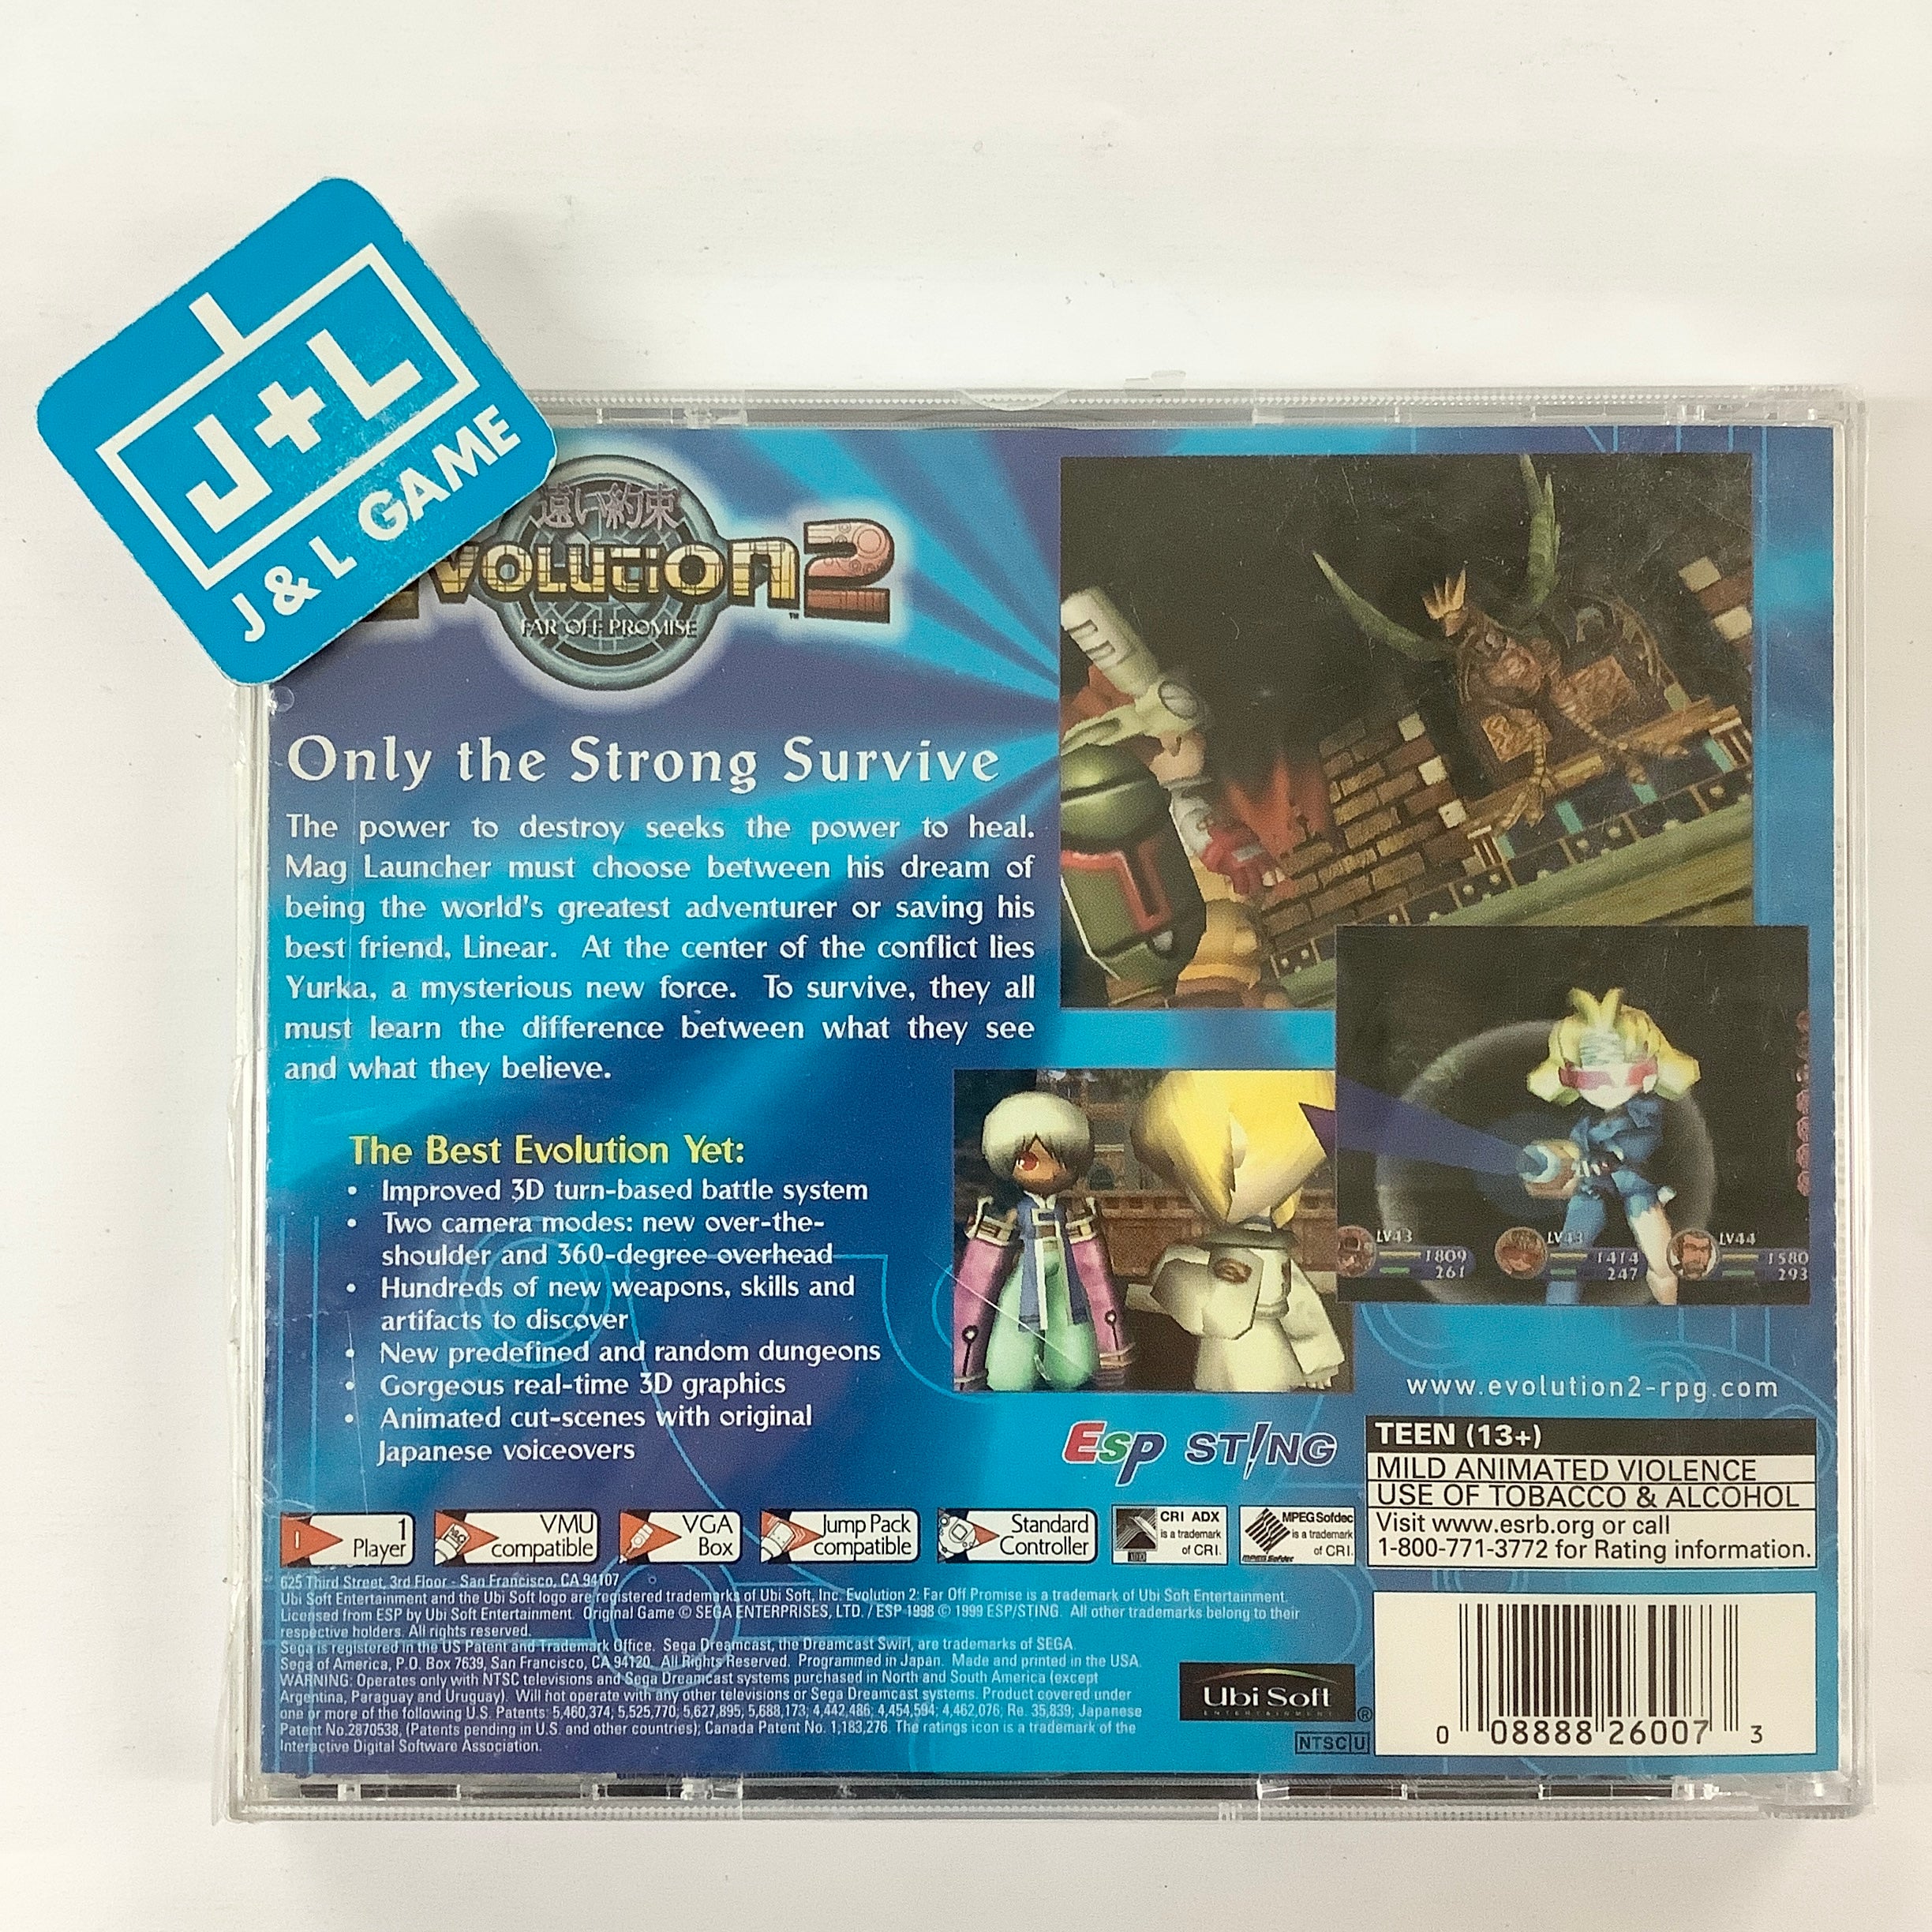 J+L
J & L GAME
遠い約束
EVOLUTION 2
FAR OFF PROMISE
™
Only the Strong Survive
The power to destroy seeks the power to heal.
Mag Launcher must choose between his dream of
being the world's greatest adventurer or saving his
best friend, Linear. At the center of the conflict lies
Yurka, a mysterious new force. To survive, they all
must learn the difference between what they see
and what they believe.
The Best Evolution Yet:
• Improved 3D turn-based battle system
• Two camera modes: new over-the-
shoulder and 360-degree overhead
• Hundreds of new weapons, skills and
artifacts to discover
• New predefined and random dungeons
• Gorgeous real-time 3D graphics
• Animated cut-scenes with original
Japanese voiceovers
LV43
1809
261
LV43
1414
247
LV44
1580
293
www.evolution2-rpg.com
ESP STING
TEEN (13+)
MILD ANIMATED VIOLENCE
USE OF TOBACCO & ALCOHOL
Visit www.esrb.org or call
1-800-771-3772 for Rating information.
1
Player
VMU
compatible
VGA
Box
Jump Pack
compatible
Standard
Controller
CRI ADX
is a trademark
of CRI.
MPEG Sofdec
is a trademark
of CRI.
625 Third Street, 3rd Floor - San Francisco, CA 94107
Ubi Soft Entertainment and the Ubi Soft logo are registered trademarks of Ubi Soft, Inc. Evolution 2: Far Off Promise is a trademark of Ubi Soft Entertainment.
Licensed from ESP by Ubi Soft Entertainment. Original Game © SEGA ENTERPRISES, LTD. / ESP 1998 © 1999 ESP/STING. All other trademarks belong to their
respective holders. All rights reserved.
Sega is registered in the US Patent and Trademark Office. Sega Dreamcast, the Dreamcast Swirl, are trademarks of SEGA.
Sega of America, P.O. Box 7639, San Francisco, CA 94120. All Rights Reserved. Programmed in Japan. Made and printed in the USA.
WARNING: Operates only with NTSC televisions and Sega Dreamcast systems purchased in North and South America (except
Argentina, Paraguay and Uruguay). Will not operate with any other televisions or Sega Dreamcast systems. Product covered under
one or more of the following U.S. Patents: 5,460,374; 5,525,770; 5,627,895; 5,688,173; 4,442,486; 4,454,594; 4,462,076; Re. 35,839; Japanese
Patent No.2870538, (Patents pending in U.S. and other countries); Canada Patent No. 1,183,276. The ratings icon is a trademark of the
Interactive Digital Software Association.
Ubi Soft
ENTERTAINMENT
®
NTSC U
0 08888 26007 3